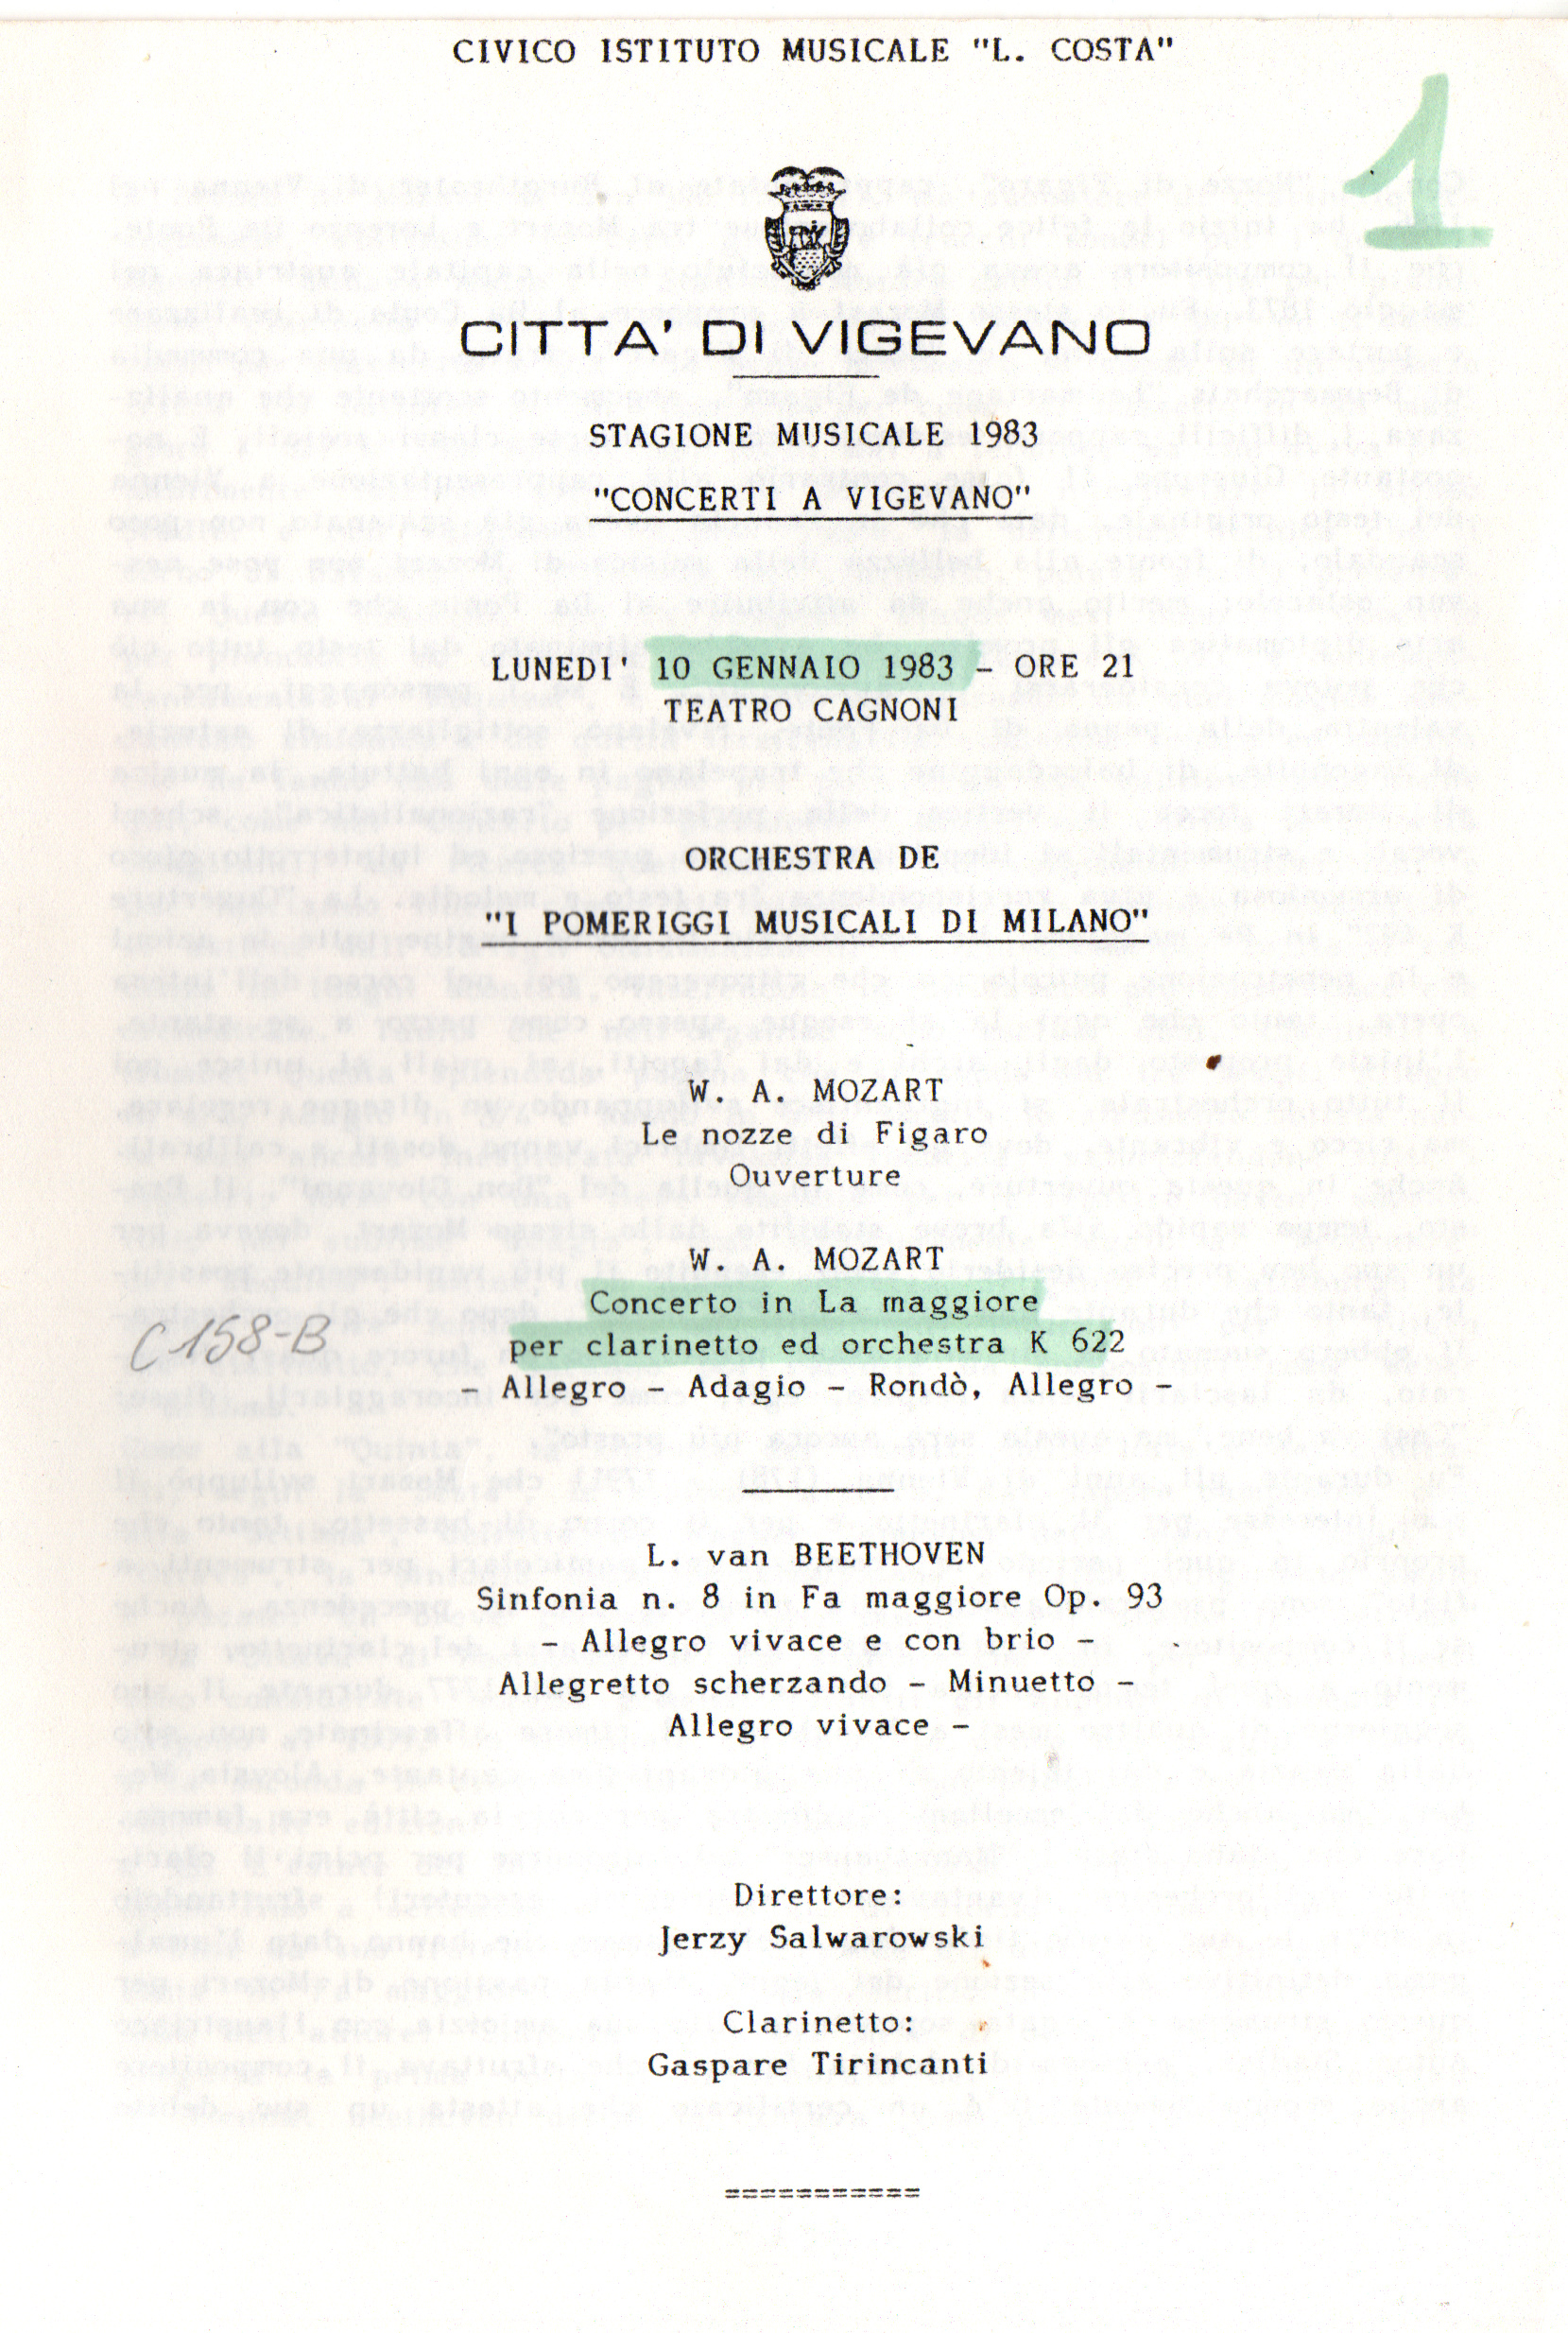 CIVICO ISTITUTO MUSICALE "L. COSTA"
1
CITTA' DI VIGEVANO
STAGIONE MUSICALE 1983
"CONCERTI A VIGEVANO"
LUNEDI' 10 GENNAIO 1983 - ORE 21
TEATRO CAGNONI
ORCHESTRA DE
"I POMERIGGI MUSICALI DI MILANO"
W. A. MOZART
Le nozze di Figaro
Ouverture
W. A. MOZART
Concerto in La maggiore
per clarinetto ed orchestra K 622
C 158-B
- Allegro - Adagio - Rondò, Allegro -
L. van BEETHOVEN
Sinfonia n. 8 in Fa maggiore Op. 93
- Allegro vivace e con brio -
Allegretto scherzando - Minuetto -
Allegro vivace -
Direttore:
Jerzy Salwarowski
Clarinetto:
Gaspare Tirincanti
===========